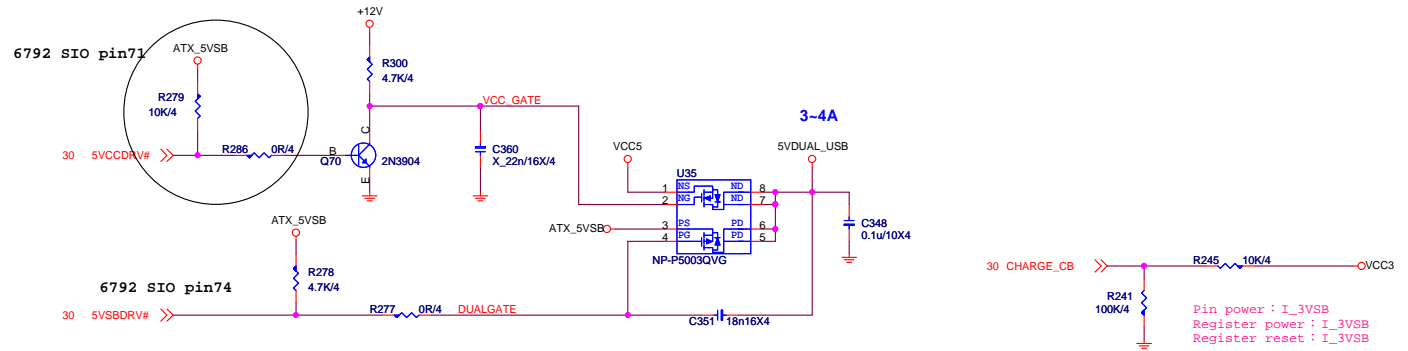 +12V
6792 SIO pin71
ATX_5VSB
R300
4.7K/4
R279
10K/4
VCC_GATE
3~4A
C
30 5VCCDRV#
R286 0R/4
B
Q70
2N3904
E
C360
X_22n/16X/4
VCC5
5VDUAL_USB
U35
1 NS ND 8
2 NG ND 7
ATX_5VSB 3 PS PD 6
4 PG PD 5
NP-P5003QVG
C348
0.1u/10X4
ATX_5VSB
R278
4.7K/4
6792 SIO pin74
30 5VSBDRV#
R277 0R/4
DUALGATE
C351 18n16X4
30 CHARGE_CB
R245 10K/4
VCC3
R241
100K/4
Pin power：I_3VSB
Register power：I_3VSB
Register reset：I_3VSB